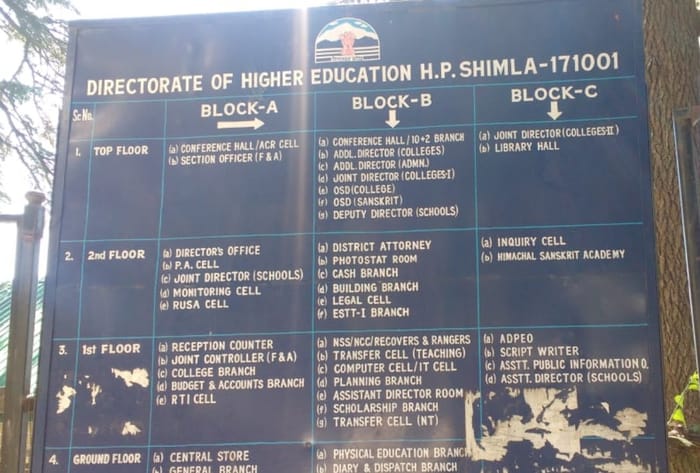 DIRECTORATE OF HIGHER EDUCATION H.P. SHIMLA-171001
Sr.No.
BLOCK-A
BLOCK-B
BLOCK-C
1.
TOP FLOOR
(a) CONFERENCE HALL/ACR CELL
(b) SECTION OFFICER (F & A)
(a) CONFERENCE HALL/10+2 BRANCH
(b) ADDL. DIRECTOR (COLLEGES)
(c) ADDL. DIRECTOR (ADMN.)
(d) JOINT DIRECTOR (COLLEGES-I)
(e) OSD (COLLEGE)
(f) OSD (SANSKRIT)
(g) DEPUTY DIRECTOR (SCHOOLS)
(a) JOINT DIRECTOR (COLLEGES-II)
(b) LIBRARY HALL
2.
2nd FLOOR
(a) DIRECTOR'S OFFICE
(b) P.A. CELL
(c) JOINT DIRECTOR (SCHOOLS)
(d) MONITORING CELL
(e) RUSA CELL
(a) DISTRICT ATTORNEY
(b) PHOTOSTAT ROOM
(c) CASH BRANCH
(d) BUILDING BRANCH
(e) LEGAL CELL
(f) ESTT-I BRANCH
(a) INQUIRY CELL
(b) HIMACHAL SANSKRIT ACADEMY
3.
1st FLOOR
(a) RECEPTION COUNTER
(b) JOINT CONTROLLER (F & A)
(c) COLLEGE BRANCH
(d) BUDGET & ACCOUNTS BRANCH
(e) RTI CELL
(a) NSS/NCC/RECOVERS & RANGERS
(b) TRANSFER CELL (TEACHING)
(c) COMPUTER CELL/IT CELL
(d) PLANNING BRANCH
(e) ASSISTANT DIRECTOR ROOM
(f) SCHOLARSHIP BRANCH
(g) TRANSFER CELL (NT)
(a) ADPEO
(b) SCRIPT WRITER
(c) ASSTT. PUBLIC INFORMATION O.
(d) ASSTT. DIRECTOR (SCHOOLS)
4.
GROUND FLOOR
(a) CENTRAL STORE
(b) GENERAL BRANCH
(a) PHYSICAL EDUCATION BRANCH
(b) DIARY & DISPATCH BRANCH